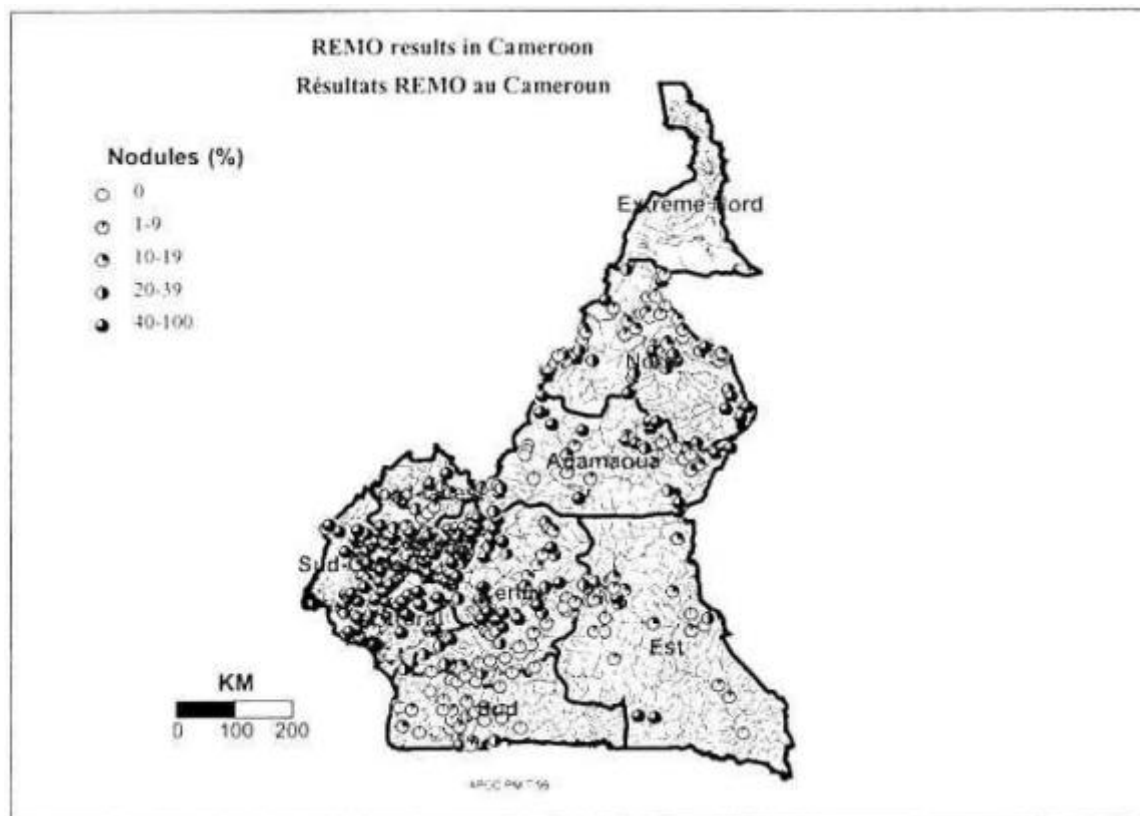 REMO results in Cameroon
Résultats REMO au Cameroun
Nodules (%)
0
1-9
10-19
20-39
40-100
Extreme Nord
Adamaoua
Est
Sud
KM
0 100 200